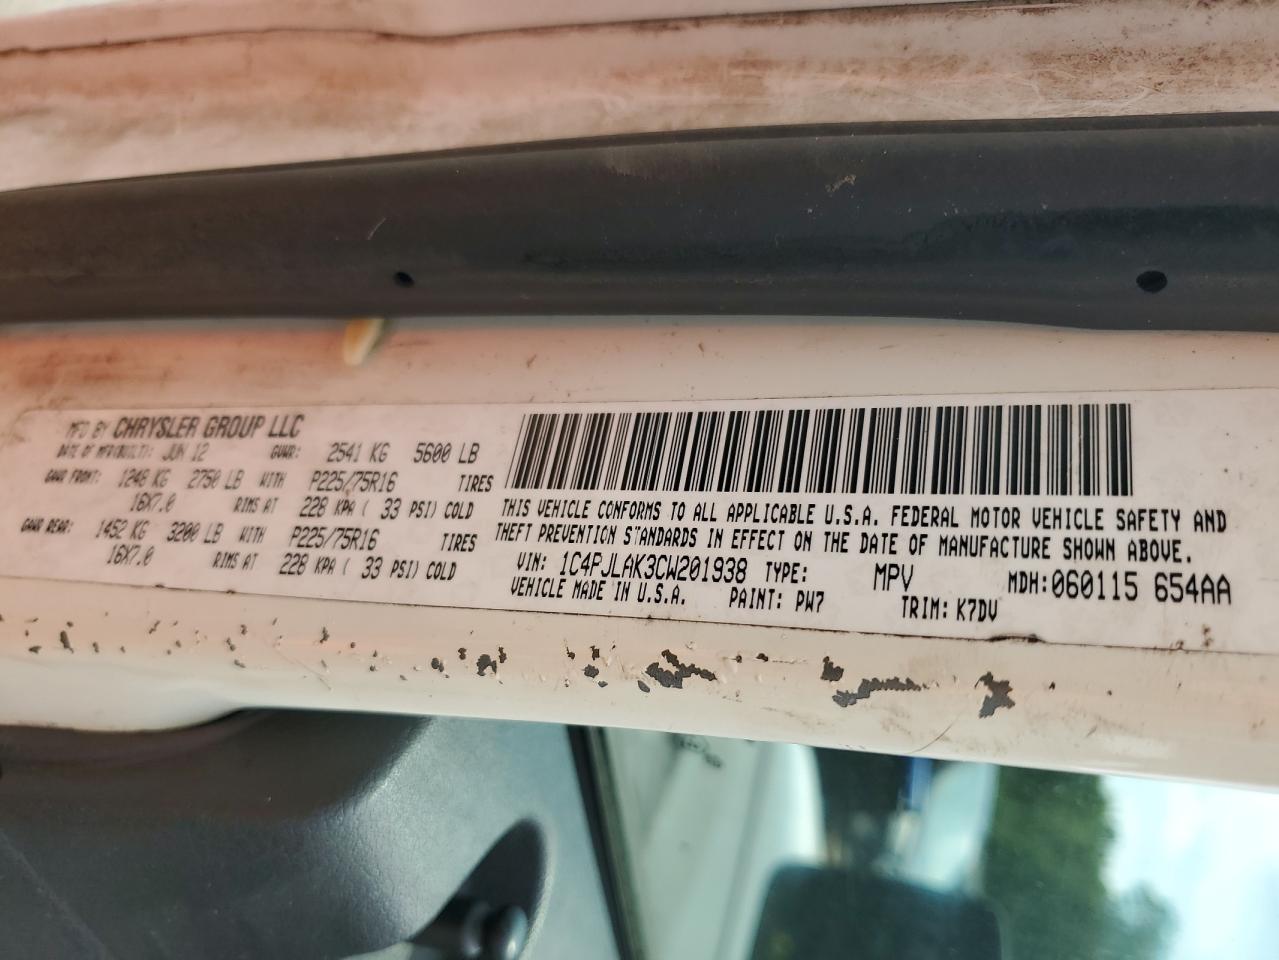 MFD BY CHRYSLER GROUP LLC
DATE OF MFR(BUILT): JUN 12 GVWR: 2541 KG 5600 LB
GAWR FRONT: 1248 KG 2750 LB WITH P225/75R16 TIRES
16X7.0 RIMS AT 228 KPA ( 33 PSI) COLD
GAWR REAR: 1452 KG 3200 LB WITH P225/75R16 TIRES
16X7.0 RIMS AT 228 KPA ( 33 PSI) COLD
THIS VEHICLE CONFORMS TO ALL APPLICABLE U.S.A. FEDERAL MOTOR VEHICLE SAFETY AND
THEFT PREVENTION STANDARDS IN EFFECT ON THE DATE OF MANUFACTURE SHOWN ABOVE.
VIN: 1C4PJLAK3CW201938 TYPE: MPV MDH:060115 654AA
VEHICLE MADE IN U.S.A. PAINT: PW7 TRIM: K7DV